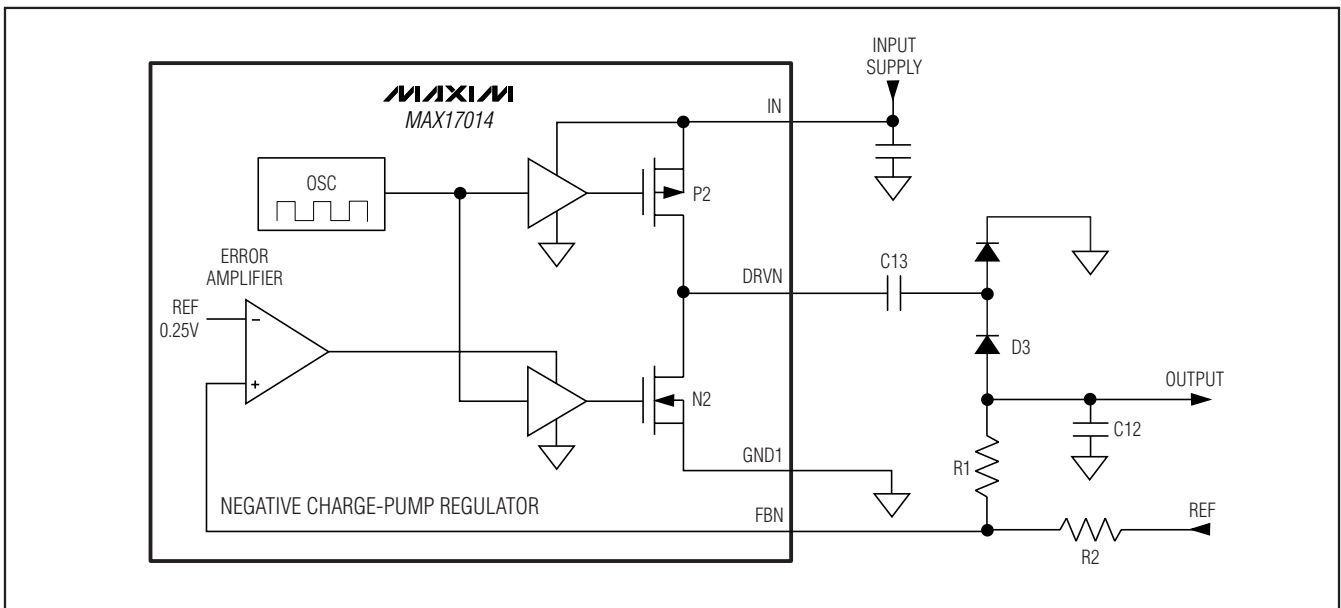 INPUT
SUPPLY
MAXIM
MAX17014
IN
OSC
P2
ERROR
AMPLIFIER
REF
0.25V
−
+
DRVN
C13
D3
OUTPUT
N2
C12
GND1
R1
NEGATIVE CHARGE-PUMP REGULATOR
FBN
REF
R2